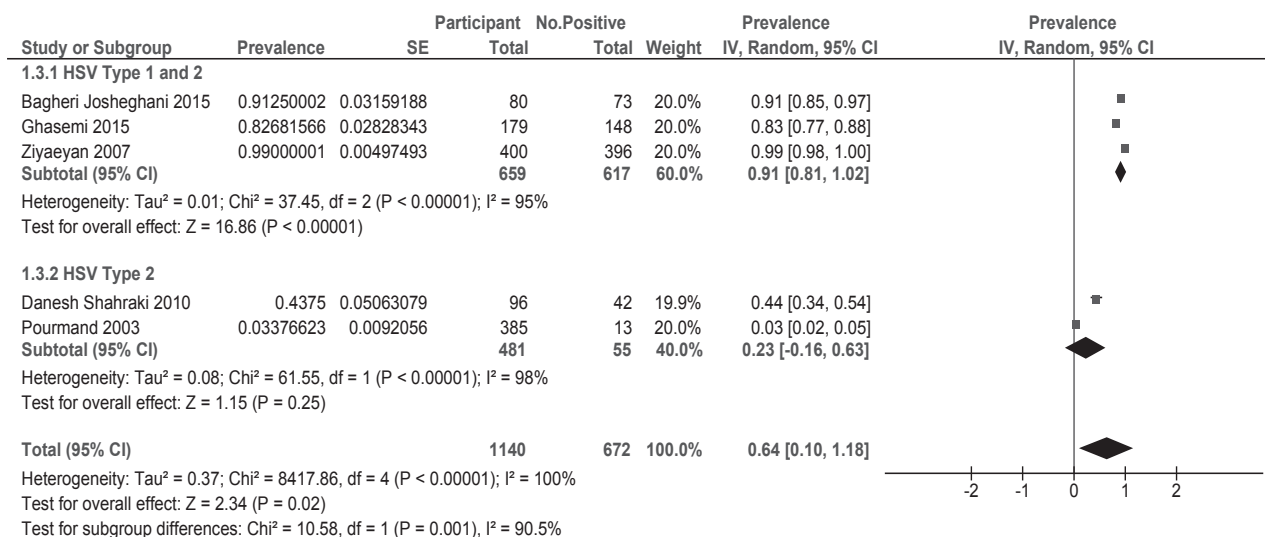 Participant No.Positive Prevalence Prevalence
Study or Subgroup Prevalence SE Total Total Weight IV, Random, 95% CI IV, Random, 95% CI
1.3.1 HSV Type 1 and 2
Bagheri Josheghani 2015 0.91250002 0.03159188 80 73 20.0% 0.91 [0.85, 0.97]
Ghasemi 2015 0.82681566 0.02828343 179 148 20.0% 0.83 [0.77, 0.88]
Ziyaeyan 2007 0.99000001 0.00497493 400 396 20.0% 0.99 [0.98, 1.00]
Subtotal (95% CI) 659 617 60.0% 0.91 [0.81, 1.02]
Heterogeneity: Tau² = 0.01; Chi² = 37.45, df = 2 (P < 0.00001); I² = 95%
Test for overall effect: Z = 16.86 (P < 0.00001)
1.3.2 HSV Type 2
Danesh Shahraki 2010 0.4375 0.05063079 96 42 19.9% 0.44 [0.34, 0.54]
Pourmand 2003 0.03376623 0.0092056 385 13 20.0% 0.03 [0.02, 0.05]
Subtotal (95% CI) 481 55 40.0% 0.23 [-0.16, 0.63]
Heterogeneity: Tau² = 0.08; Chi² = 61.55, df = 1 (P < 0.00001); I² = 98%
Test for overall effect: Z = 1.15 (P = 0.25)
Total (95% CI) 1140 672 100.0% 0.64 [0.10, 1.18]
Heterogeneity: Tau² = 0.37; Chi² = 8417.86, df = 4 (P < 0.00001); I² = 100%
-2 -1 0 1 2
Test for overall effect: Z = 2.34 (P = 0.02)
Test for subgroup differences: Chi² = 10.58, df = 1 (P = 0.001), I² = 90.5%